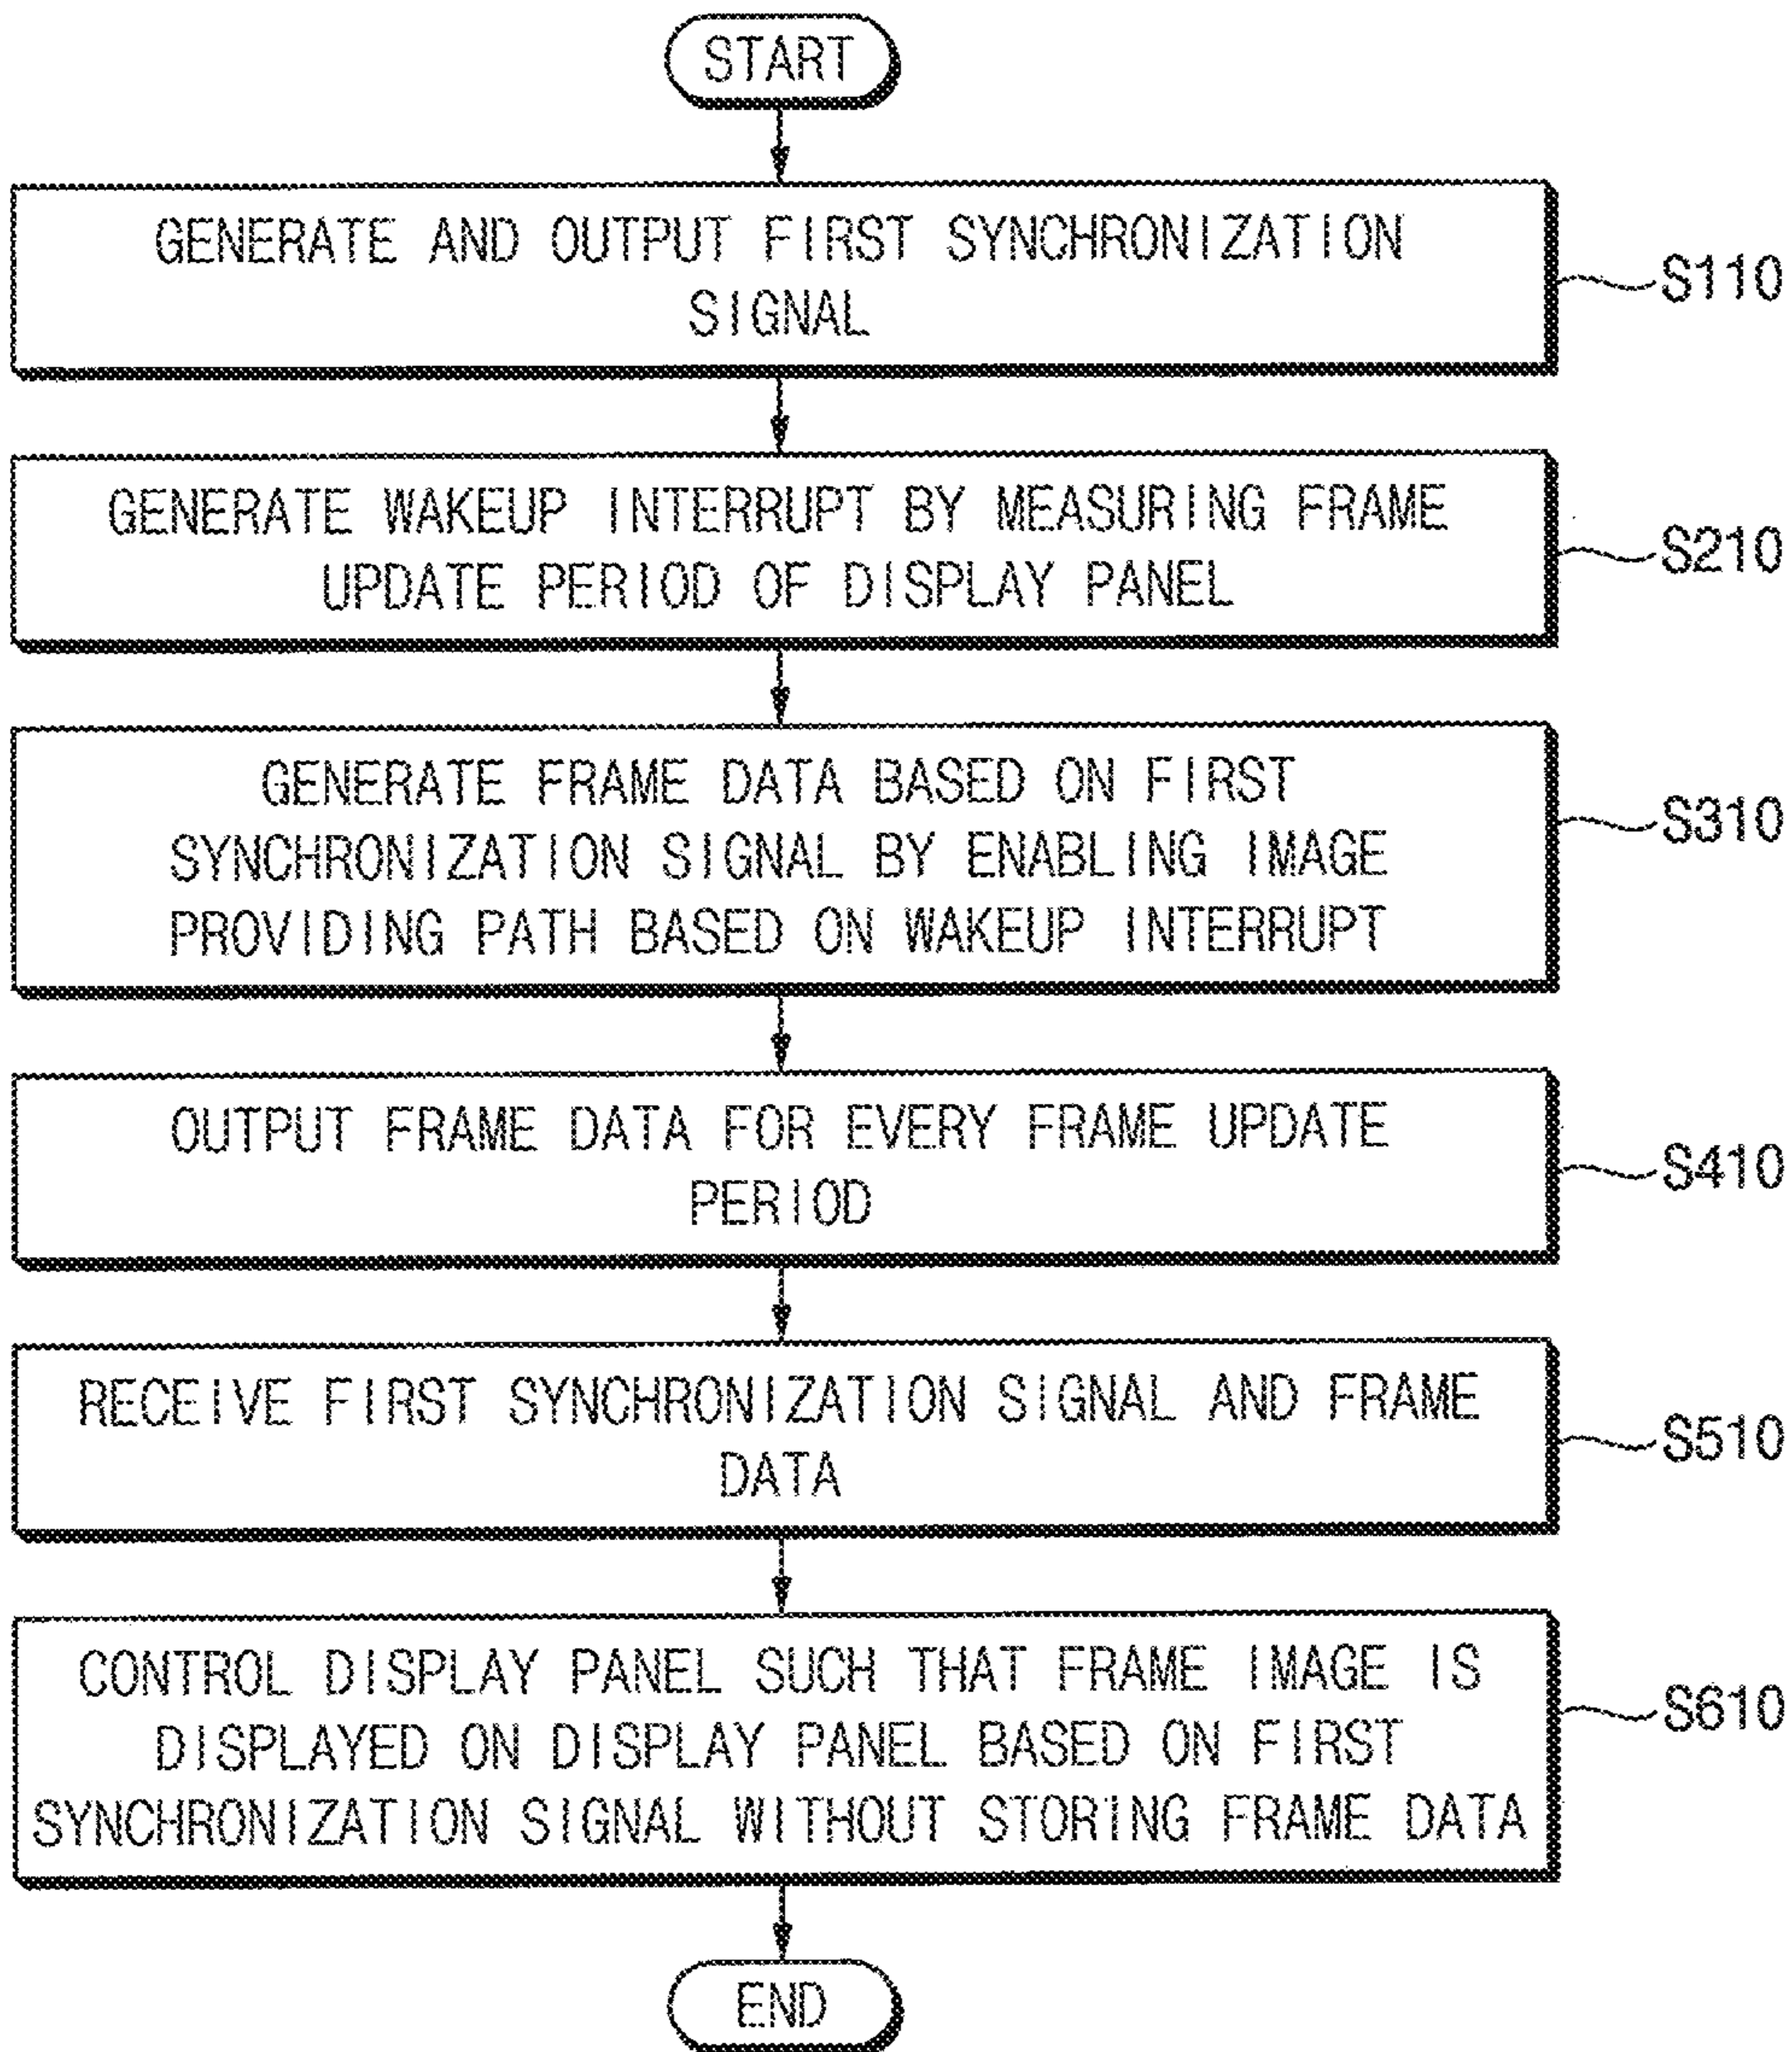 START
GENERATE AND OUTPUT FIRST SYNCHRONIZATION
SIGNAL
S110
GENERATE WAKEUP INTERRUPT BY MEASURING FRAME
UPDATE PERIOD OF DISPLAY PANEL
S210
GENERATE FRAME DATA BASED ON FIRST
SYNCHRONIZATION SIGNAL BY ENABLING IMAGE
PROVIDING PATH BASED ON WAKEUP INTERRUPT
S310
OUTPUT FRAME DATA FOR EVERY FRAME UPDATE
PERIOD
S410
RECEIVE FIRST SYNCHRONIZATION SIGNAL AND FRAME
DATA
S510
CONTROL DISPLAY PANEL SUCH THAT FRAME IMAGE IS
DISPLAYED ON DISPLAY PANEL BASED ON FIRST
SYNCHRONIZATION SIGNAL WITHOUT STORING FRAME DATA
S610
END